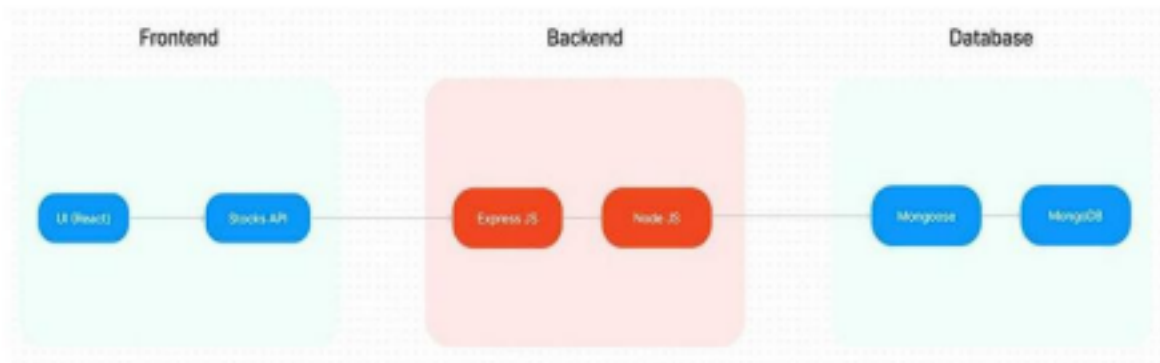 Frontend
Backend
Database
UI (React)
Stocks API
Express JS
Node JS
Mongoose
MongoDB